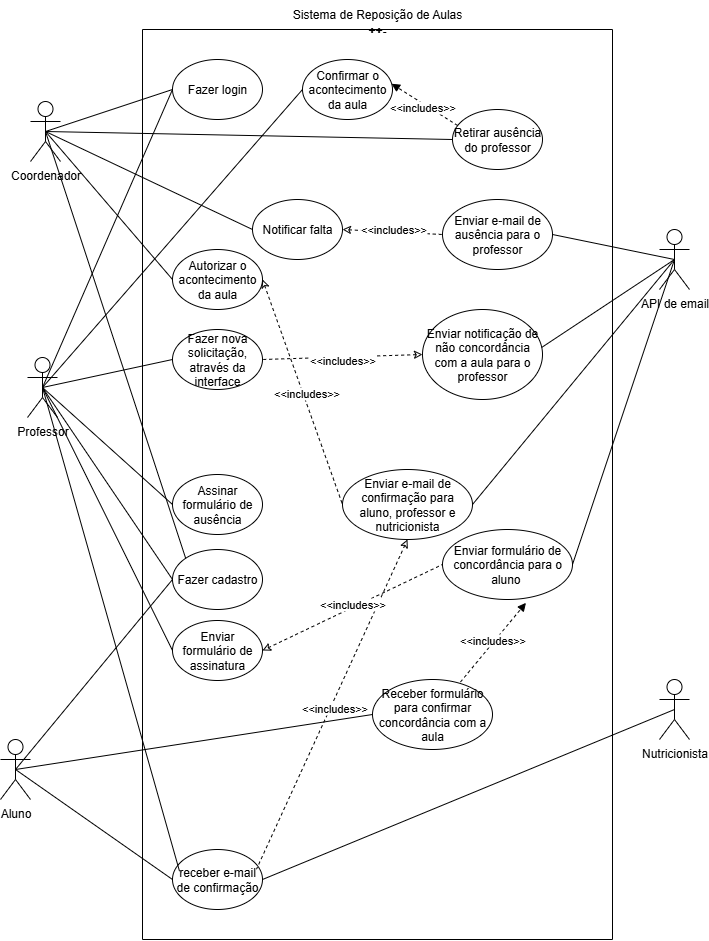 Sistema de Reposição de Aulas
++-
Fazer login
Confirmar o
acontecimento
da aula
<<includes>>
Retirar ausência
do professor
Coordenador
Notificar falta
<<includes>>
Enviar e-mail de
ausência para o
professor
Autorizar o
acontecimento
da aula
API de email
Fazer nova
solicitação,
através da
interface
<<includes>>
Enviar notificação de
não concordância
com a aula para o
professor
<<includes>>
Professor
Assinar
formulário de
ausência
Enviar e-mail de
confirmação para
aluno, professor e
nutricionista
Enviar formulário de
concordância para o
aluno
Fazer cadastro
<<includes>>
Enviar
formulário de
assinatura
<<includes>>
Receber formulário
para confirmar
concordância com a
aula
<<includes>>
Nutricionista
Aluno
receber e-mail
de confirmação